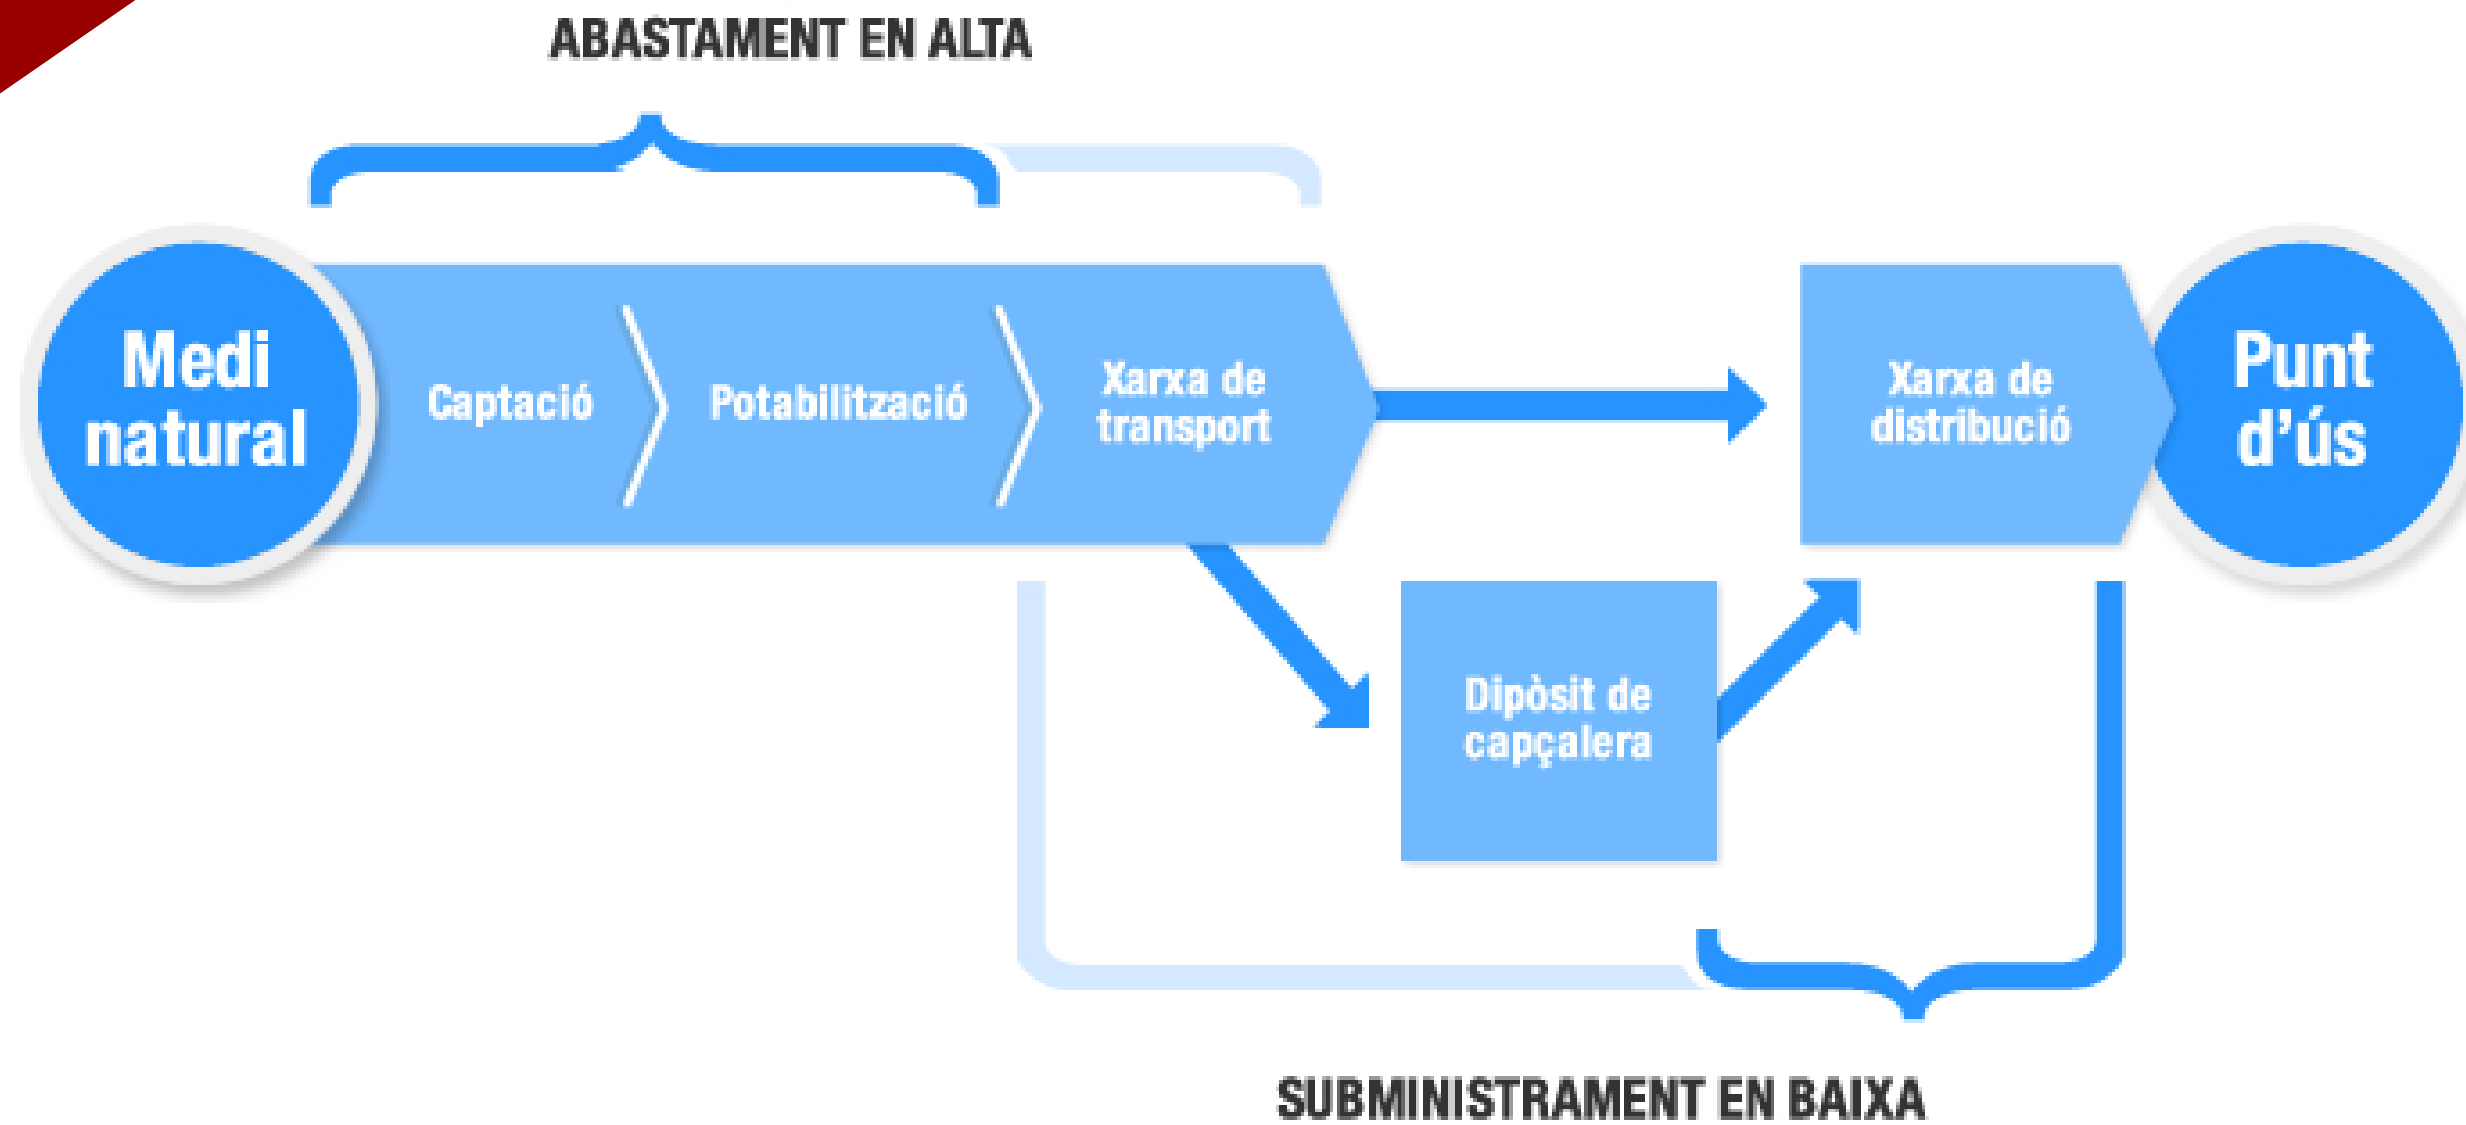 ABASTAMENT EN ALTA
Medi
natural
Captació
Potabilització
Xarxa de
transport
Xarxa de
distribució
Punt
d’ús
Dipòsit de
capçalera
SUBMINISTRAMENT EN BAIXA